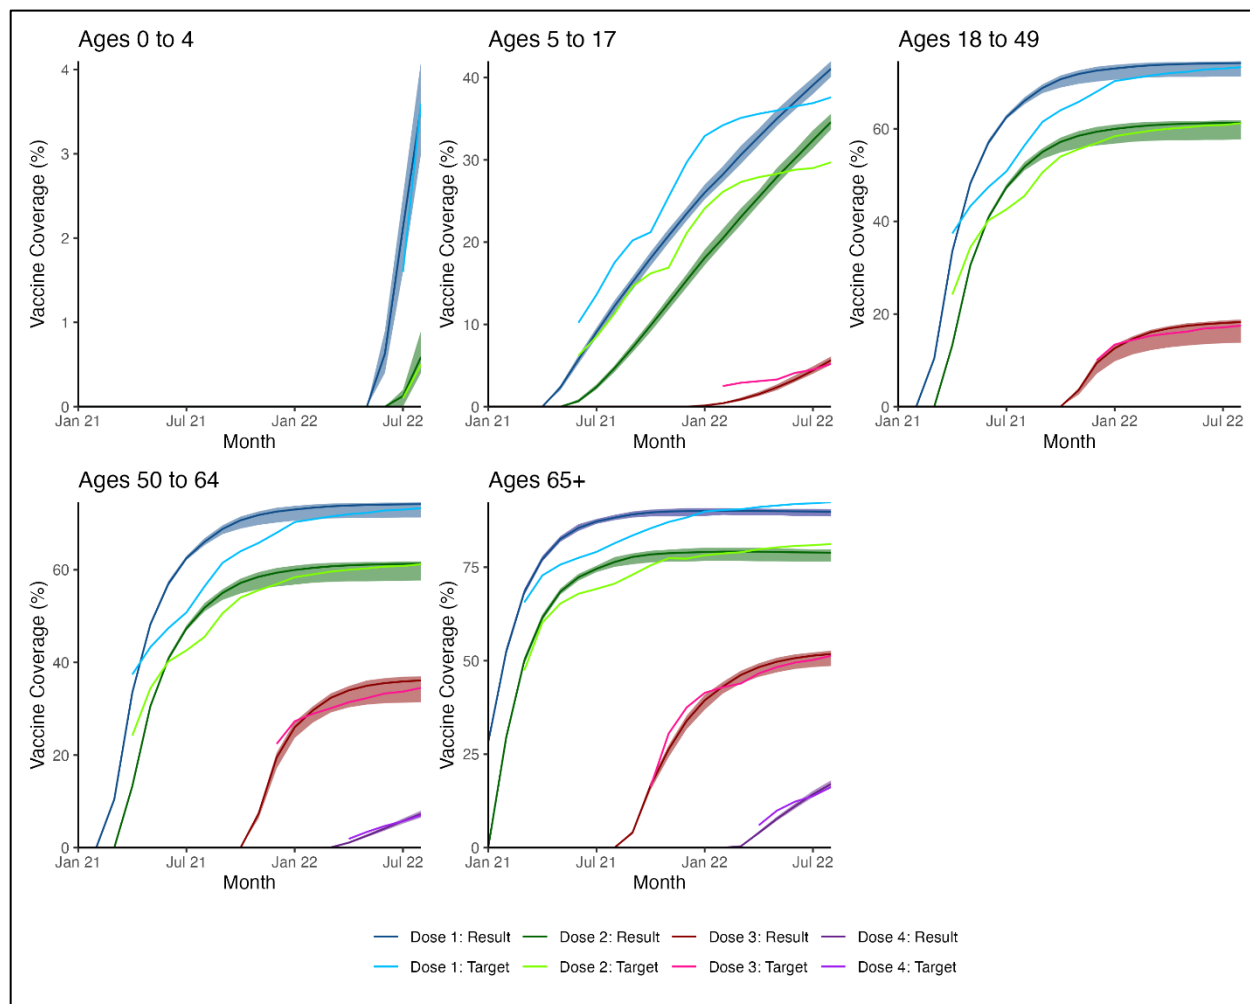 Ages 0 to 4
Vaccine Coverage (%)
4
3
2
1
0
Jan 21 Jul 21 Jan 22 Jul 22
Month
Ages 5 to 17
Vaccine Coverage (%)
40
30
20
10
0
Jan 21 Jul 21 Jan 22 Jul 22
Month
Ages 18 to 49
Vaccine Coverage (%)
60
40
20
0
Jan 21 Jul 21 Jan 22 Jul 22
Month
Ages 50 to 64
Vaccine Coverage (%)
60
40
20
0
Jan 21 Jul 21 Jan 22 Jul 22
Month
Ages 65+
Vaccine Coverage (%)
75
50
25
0
Jan 21 Jul 21 Jan 22 Jul 22
Month
Dose 1: Result Dose 2: Result Dose 3: Result Dose 4: Result
Dose 1: Target Dose 2: Target Dose 3: Target Dose 4: Target